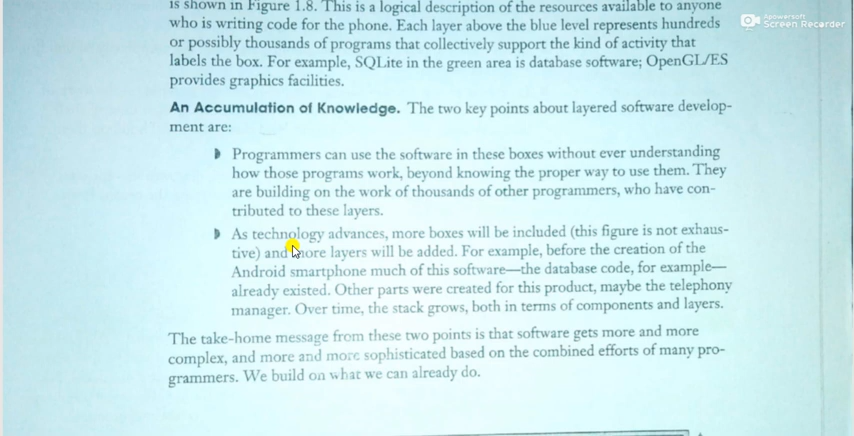 is shown in Figure 1.8. This is a logical description of the resources available to anyone
who is writing code for the phone. Each layer above the blue level represents hundreds
or possibly thousands of programs that collectively support the kind of activity that
labels the box. For example, SQLite in the green area is database software; OpenGL/ES
provides graphics facilities.
An Accumulation of Knowledge. The two key points about layered software develop-
ment are:
Programmers can use the software in these boxes without ever understanding
how those programs work, beyond knowing the proper way to use them. They
are building on the work of thousands of other programmers, who have con-
tributed to these layers.
As technology advances, more boxes will be included (this figure is not exhaus-
tive) and more layers will be added. For example, before the creation of the
Android smartphone much of this software—the database code, for example—
already existed. Other parts were created for this product, maybe the telephony
manager. Over time, the stack grows, both in terms of components and layers.
The take-home message from these two points is that software gets more and more
complex, and more and more sophisticated based on the combined efforts of many pro-
grammers. We build on what we can already do.
Apowersoft
Screen Recorder